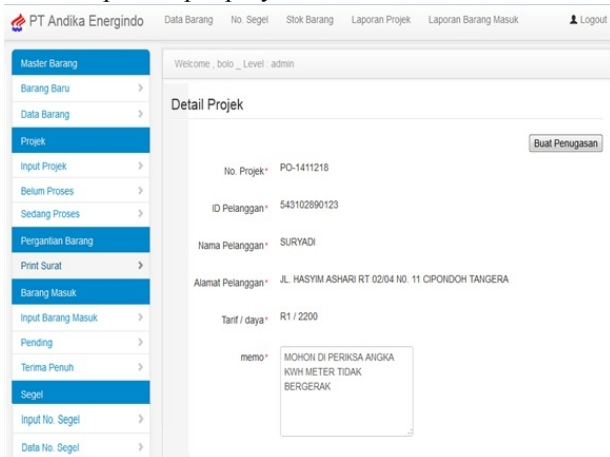 PT Andika Energindo
Data Barang No. Segel Stok Barang Laporan Projek Laporan Barang Masuk Logout
Master Barang
Barang Baru
Data Barang
Projek
Input Projek
Belum Proses
Sedang Proses
Pergantian Barang
Print Surat
Barang Masuk
Input Barang Masuk
Pending
Terima Penuh
Segel
Input No. Segel
Data No. Segel
Welcome , bolo _ Level : admin
Detail Projek
Buat Penugasan
No. Projek* PO-1411218
ID Pelanggan* 543102890123
Nama Pelanggan* SURYADI
Alamat Pelanggan* JL. HASYIM ASHARI RT 02/04 N0. 11 CIPONDOH TANGERA
Tarif / daya* R1 / 2200
memo* MOHON DI PERIKSA ANGKA
KWH METER TIDAK
BERGERAK